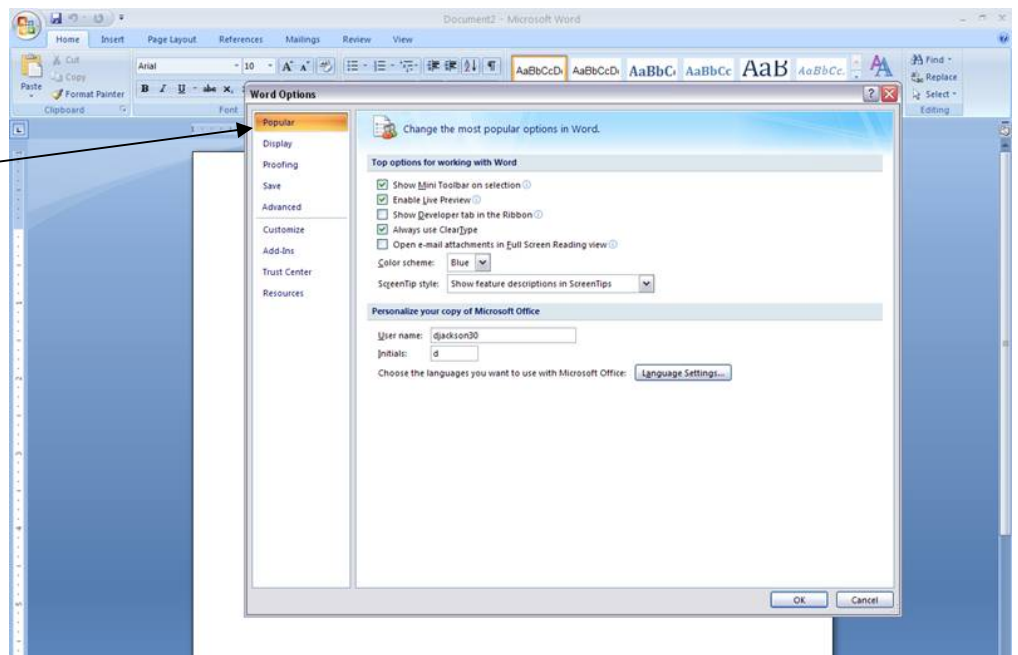 Document2 - Microsoft Word
Home Insert Page Layout References Mailings Review View
Cut
Copy
Format Painter
Paste
Clipboard
Arial 10
B I U abe x,
Font
AaBbCcDı AaBbCcDı AaBbCı AaBbCc AaB AaBbCc.
Find
Replace
Select
Editing
Word Options
Popular
Display
Proofing
Save
Advanced
Customize
Add-Ins
Trust Center
Resources
Change the most popular options in Word.
Top options for working with Word
Show Mini Toolbar on selection
Enable Live Preview
Show Developer tab in the Ribbon
Always use ClearType
Open e-mail attachments in Full Screen Reading view
Color scheme: Blue
ScreenTip style: Show feature descriptions in ScreenTips
Personalize your copy of Microsoft Office
User name: djackson30
Initials: d
Choose the languages you want to use with Microsoft Office: Language Settings...
OK Cancel